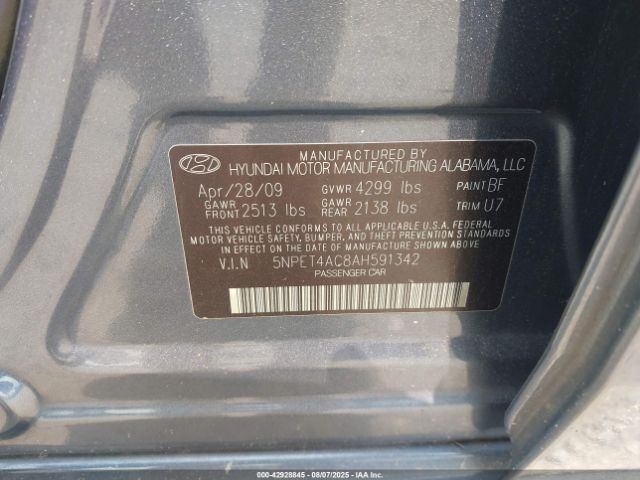 MANUFACTURED BY
HYUNDAI MOTOR MANUFACTURING ALABAMA, LLC
Apr/28/09 GVWR 4299 lbs PAINT BF
GAWR FRONT 2513 lbs GAWR REAR 2138 lbs TRIM U7
THIS VEHICLE CONFORMS TO ALL APPLICABLE U.S.A. FEDERAL
MOTOR VEHICLE SAFETY, BUMPER, AND THEFT PREVENTION
STANDARDS IN EFFECT ON THE DATE OF MANUFACTURE SHOWN ABOVE.
V.I.N 5NPET4AC8AH591342
PASSENGER CAR
000-42928845 - 08/07/2025 - IAAI.COM